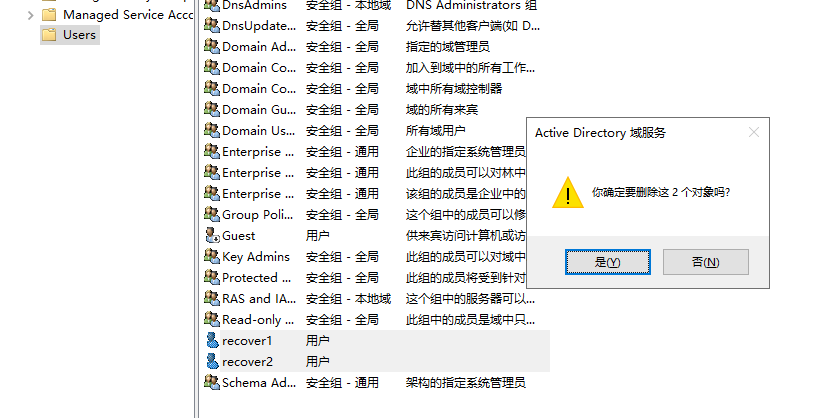 Managed Service Acco
Users
DnsAdmins 安全组 - 本地域 DNS Administrators 组
DnsUpdate... 安全组 - 全局 允许替其他客户端(如 D...
Domain Ad... 安全组 - 全局 指定的域管理员
Domain Co... 安全组 - 全局 加入到域中的所有工作...
Domain Co... 安全组 - 全局 域中所有域控制器
Domain Gu... 安全组 - 全局 域的所有来宾
Domain Us... 安全组 - 全局 所有域用户
Enterprise ... 安全组 - 通用 企业的指定系统管理员
Enterprise ... 安全组 - 通用 此组的成员可以对林中
Enterprise ... 安全组 - 通用 该组的成员是企业中的
Group Poli... 安全组 - 全局 这个组中的成员可以修
Guest 用户 供来宾访问计算机或访
Key Admins 安全组 - 全局 此组的成员可以对域中
Protected ... 安全组 - 全局 此组的成员将受到针对
RAS and IA... 安全组 - 本地域 这个组中的服务器可以...
Read-only ... 安全组 - 全局 此组中的成员是域中只...
recover1 用户
recover2 用户
Schema Ad... 安全组 - 通用 架构的指定系统管理员
Active Directory 域服务
你确定要删除这 2 个对象吗?
是(Y)
否(N)